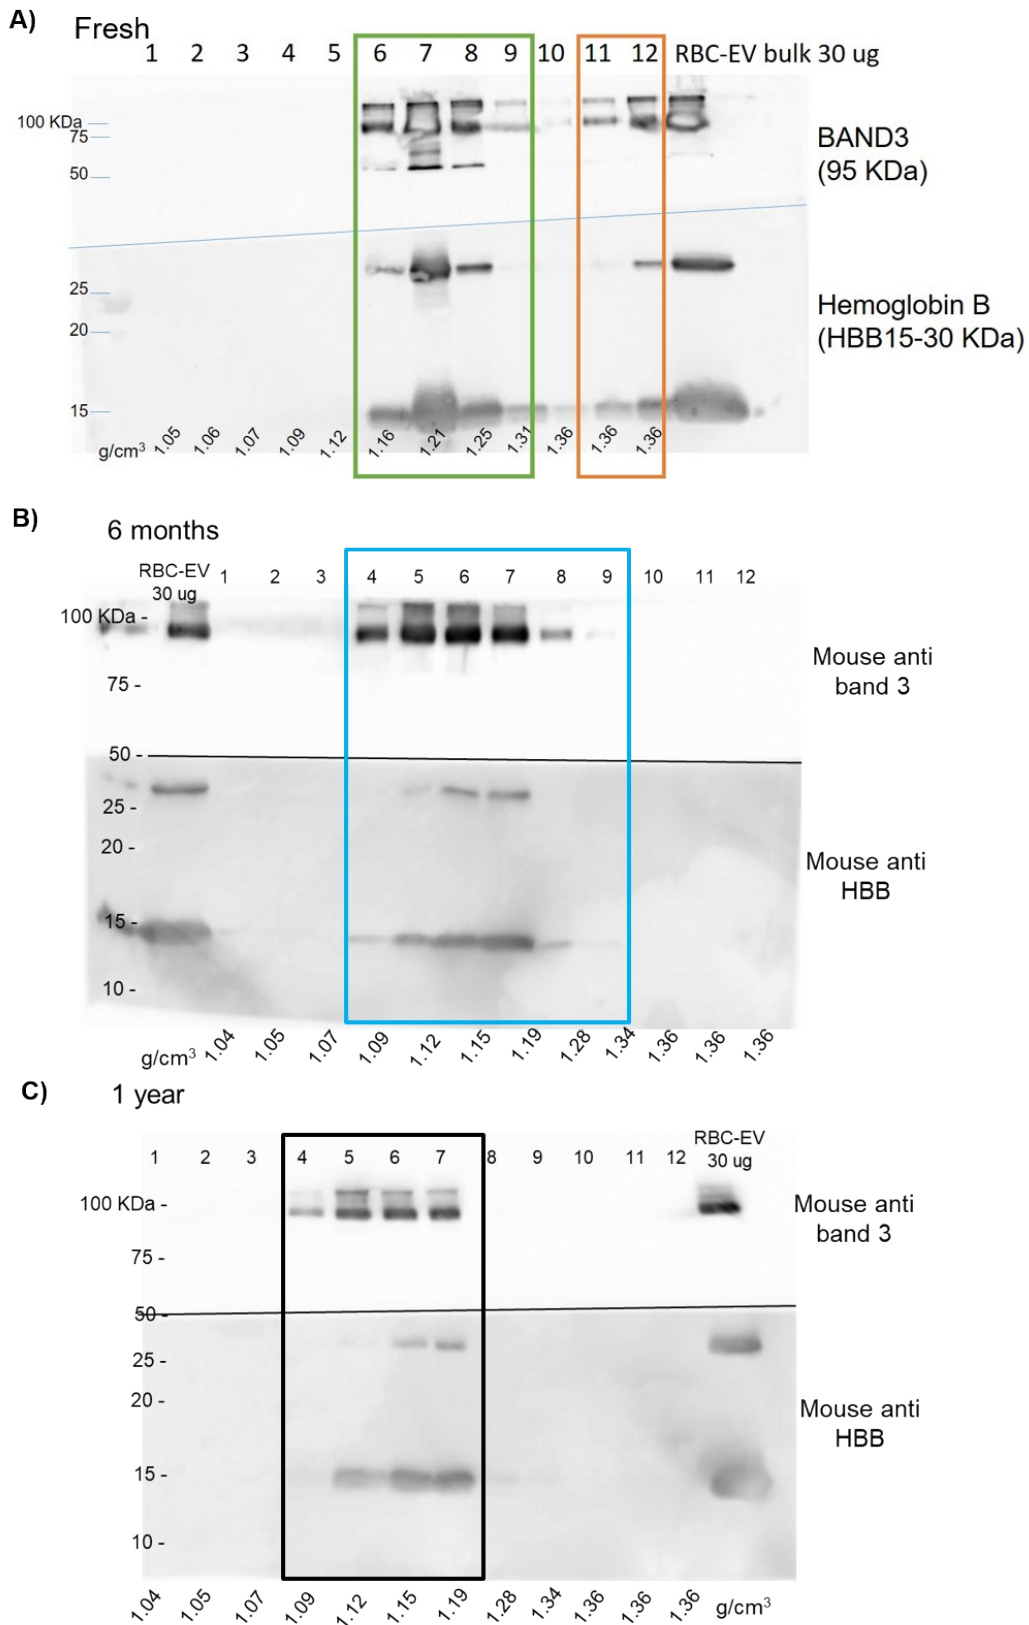 A)
Fresh
1 2 3 4 5 6 7 8 9 10 11 12 RBC-EV bulk 30 ug
100 KDa
75
50
BAND3
(95 KDa)
25
20
15
Hemoglobin B
(HBB15-30 KDa)
g/cm³ 1.05 1.06 1.07 1.09 1.12 1.16 1.21 1.25 1.31 1.36 1.36 1.36
B)
6 months
RBC-EV
30 ug
1 2 3 4 5 6 7 8 9 10 11 12
100 KDa -
75 -
50 -
Mouse anti
band 3
25 -
20 -
15 -
10 -
Mouse anti
HBB
g/cm³ 1.04 1.05 1.07 1.09 1.12 1.15 1.19 1.28 1.34 1.36 1.36 1.36
C)
1 year
1 2 3 4 5 6 7 8 9 10 11 12
RBC-EV
30 ug
100 KDa -
75 -
50 -
Mouse anti
band 3
25 -
20 -
15 -
10 -
Mouse anti
HBB
1.04 1.05 1.07 1.09 1.12 1.15 1.19 1.28 1.34 1.36 1.36 1.36 g/cm³